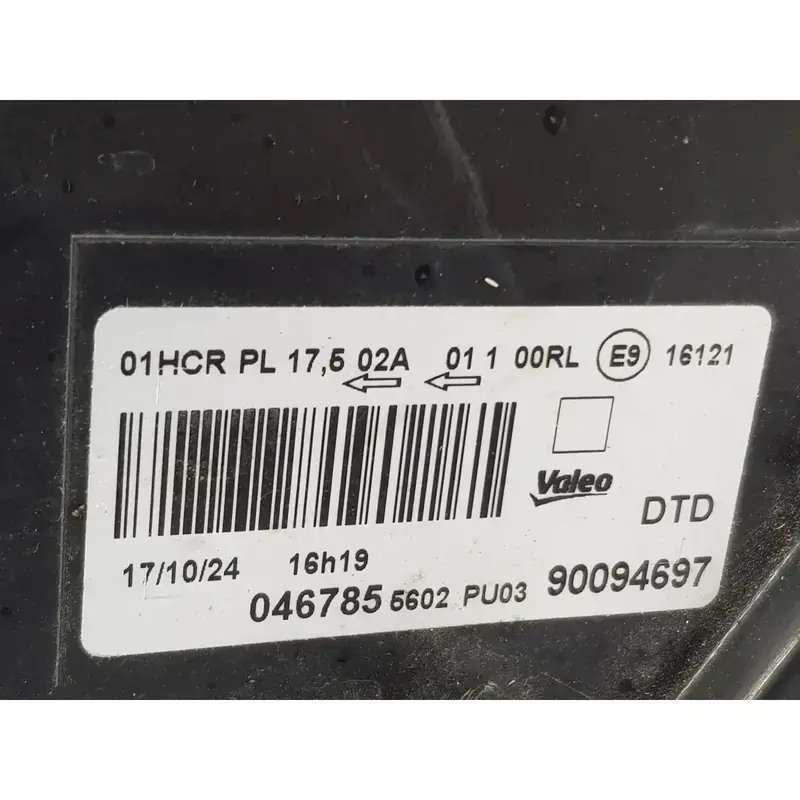 01HCR PL 17,5 02A 01 1 00RL E9 16121
Valeo
DTD
17/10/24 16h19
046785 5602 PU03 90094697